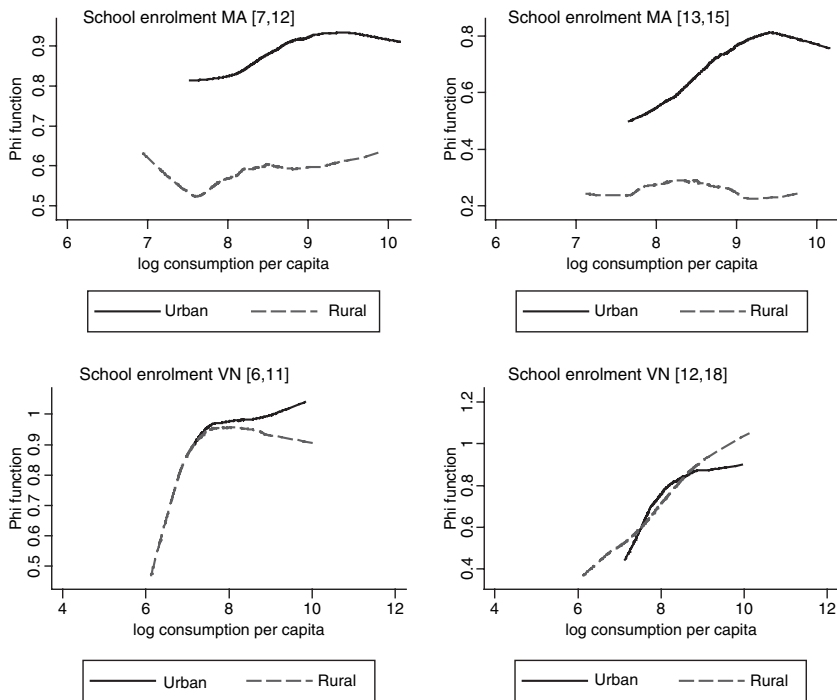 School enrolment MA [7,12]
Phi function
0.5 0.6 0.7 0.8 0.9
6 7 8 9 10
log consumption per capita
Urban Rural
School enrolment MA [13,15]
Phi function
0.2 0.4 0.6 0.8
6 7 8 9 10
log consumption per capita
Urban Rural
School enrolment VN [6,11]
Phi function
0.5 0.6 0.7 0.8 0.9 1
4 6 8 10 12
log consumption per capita
Urban Rural
School enrolment VN [12,18]
Phi function
0.4 0.6 0.8 1 1.2
4 6 8 10 12
log consumption per capita
Urban Rural